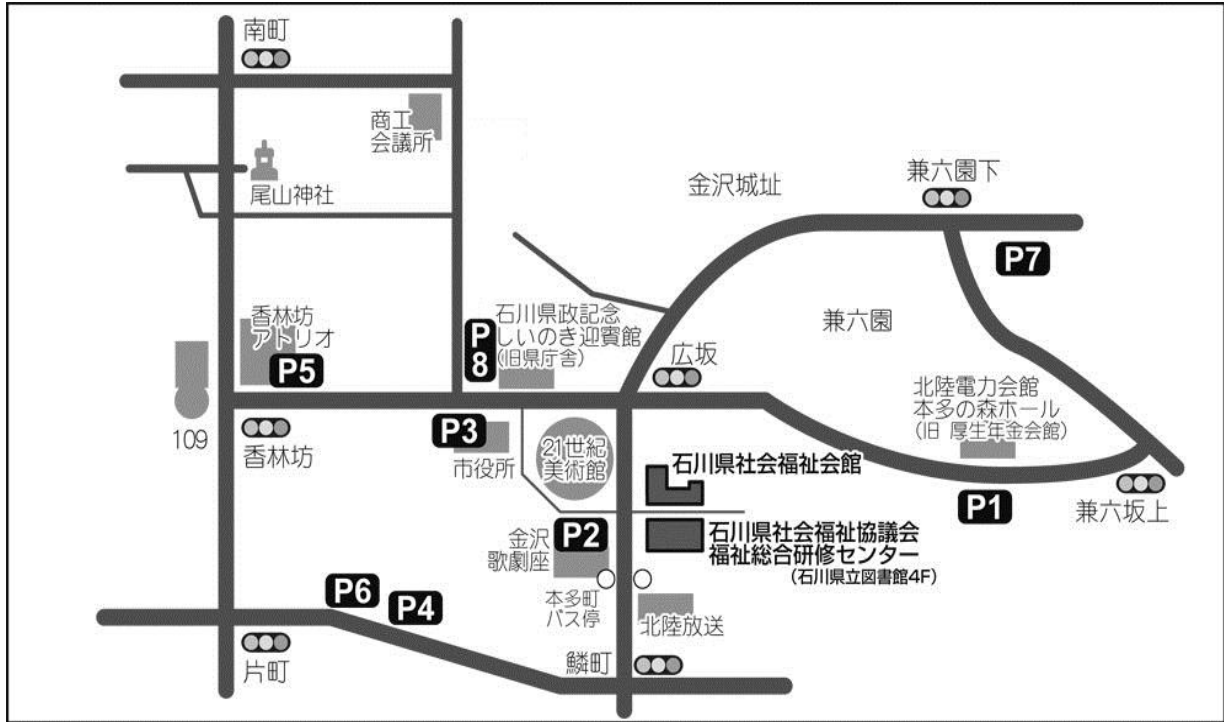 南町
商工
会議所
尾山神社
金沢城址
兼六園下
P7
香林坊
アトリオ
P5
P
8
石川県政記念
しいのき迎賓館
(旧県庁舎)
広坂
兼六園
北陸電力会館
本多の森ホール
(旧 厚生年金会館)
109
香林坊
P3
市役所
21世紀
美術館
石川県社会福祉会館
P1
兼六坂上
金沢
歌劇座
P2
石川県社会福祉協議会
福祉総合研修センター
(石川県立図書館4F)
本多町
バス停
北陸放送
P6
P4
片町
鱗町